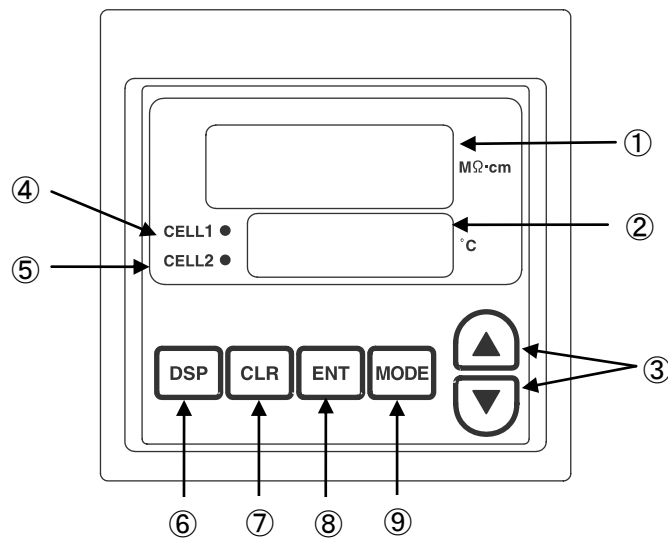 ①
MΩ·cm
④
CELL1
②
°C
⑤
CELL2
③
DSP CLR ENT MODE
⑥ ⑦ ⑧ ⑨